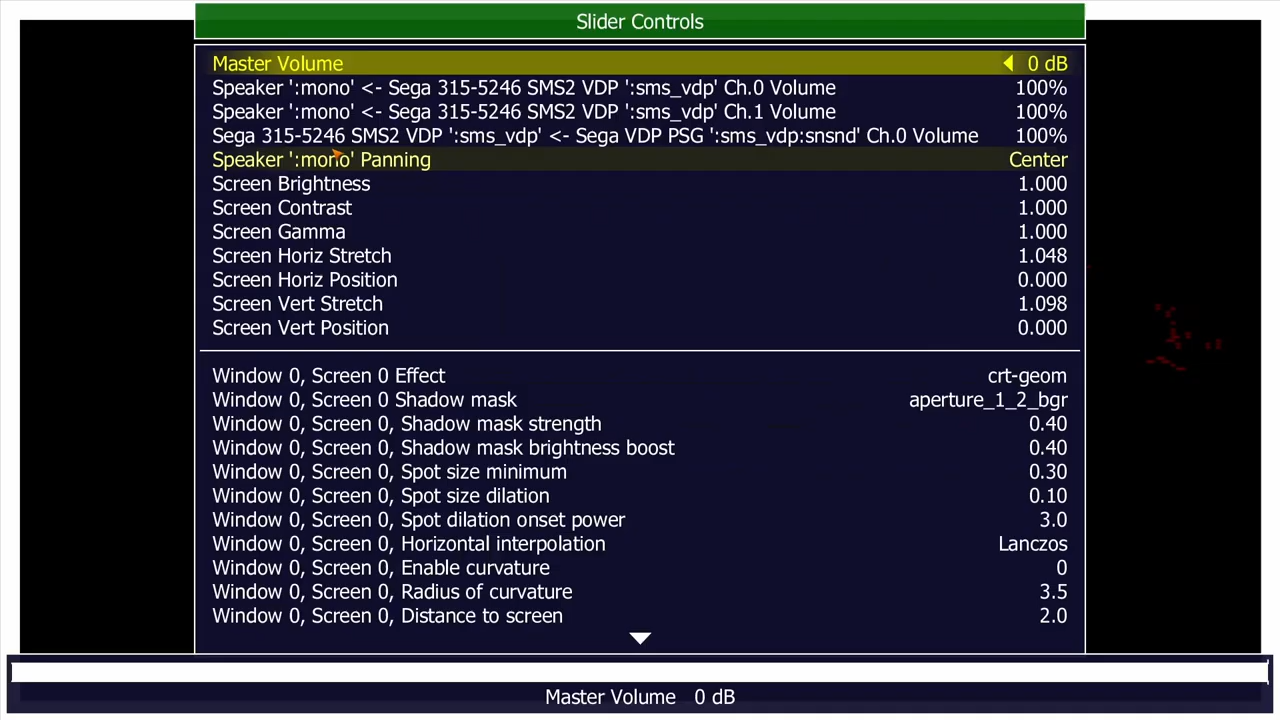 Slider Controls
Master Volume 0 dB
Speaker ':mono' <- Sega 315-5246 SMS2 VDP ':sms_vdp' Ch.0 Volume 100%
Speaker ':mono' <- Sega 315-5246 SMS2 VDP ':sms_vdp' Ch.1 Volume 100%
Sega 315-5246 SMS2 VDP ':sms_vdp' <- Sega VDP PSG ':sms_vdp:snsnd' Ch.0 Volume 100%
Speaker ':mono' Panning Center
Screen Brightness 1.000
Screen Contrast 1.000
Screen Gamma 1.000
Screen Horiz Stretch 1.048
Screen Horiz Position 0.000
Screen Vert Stretch 1.098
Screen Vert Position 0.000
Window 0, Screen 0 Effect crt-geom
Window 0, Screen 0 Shadow mask aperture_1_2_bgr
Window 0, Screen 0, Shadow mask strength 0.40
Window 0, Screen 0, Shadow mask brightness boost 0.40
Window 0, Screen 0, Spot size minimum 0.30
Window 0, Screen 0, Spot size dilation 0.10
Window 0, Screen 0, Spot dilation onset power 3.0
Window 0, Screen 0, Horizontal interpolation Lanczos
Window 0, Screen 0, Enable curvature 0
Window 0, Screen 0, Radius of curvature 3.5
Window 0, Screen 0, Distance to screen 2.0
Master Volume 0 dB